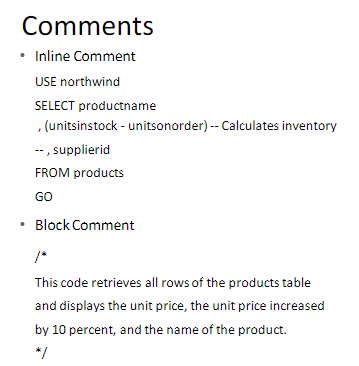 Comments
• Inline Comment
USE northwind
SELECT productname
, (unitsinstock - unitsonorder) -- Calculates inventory
-- , supplierid
FROM products
GO
• Block Comment
/*
This code retrieves all rows of the products table
and displays the unit price, the unit price increased
by 10 percent, and the name of the product.
*/